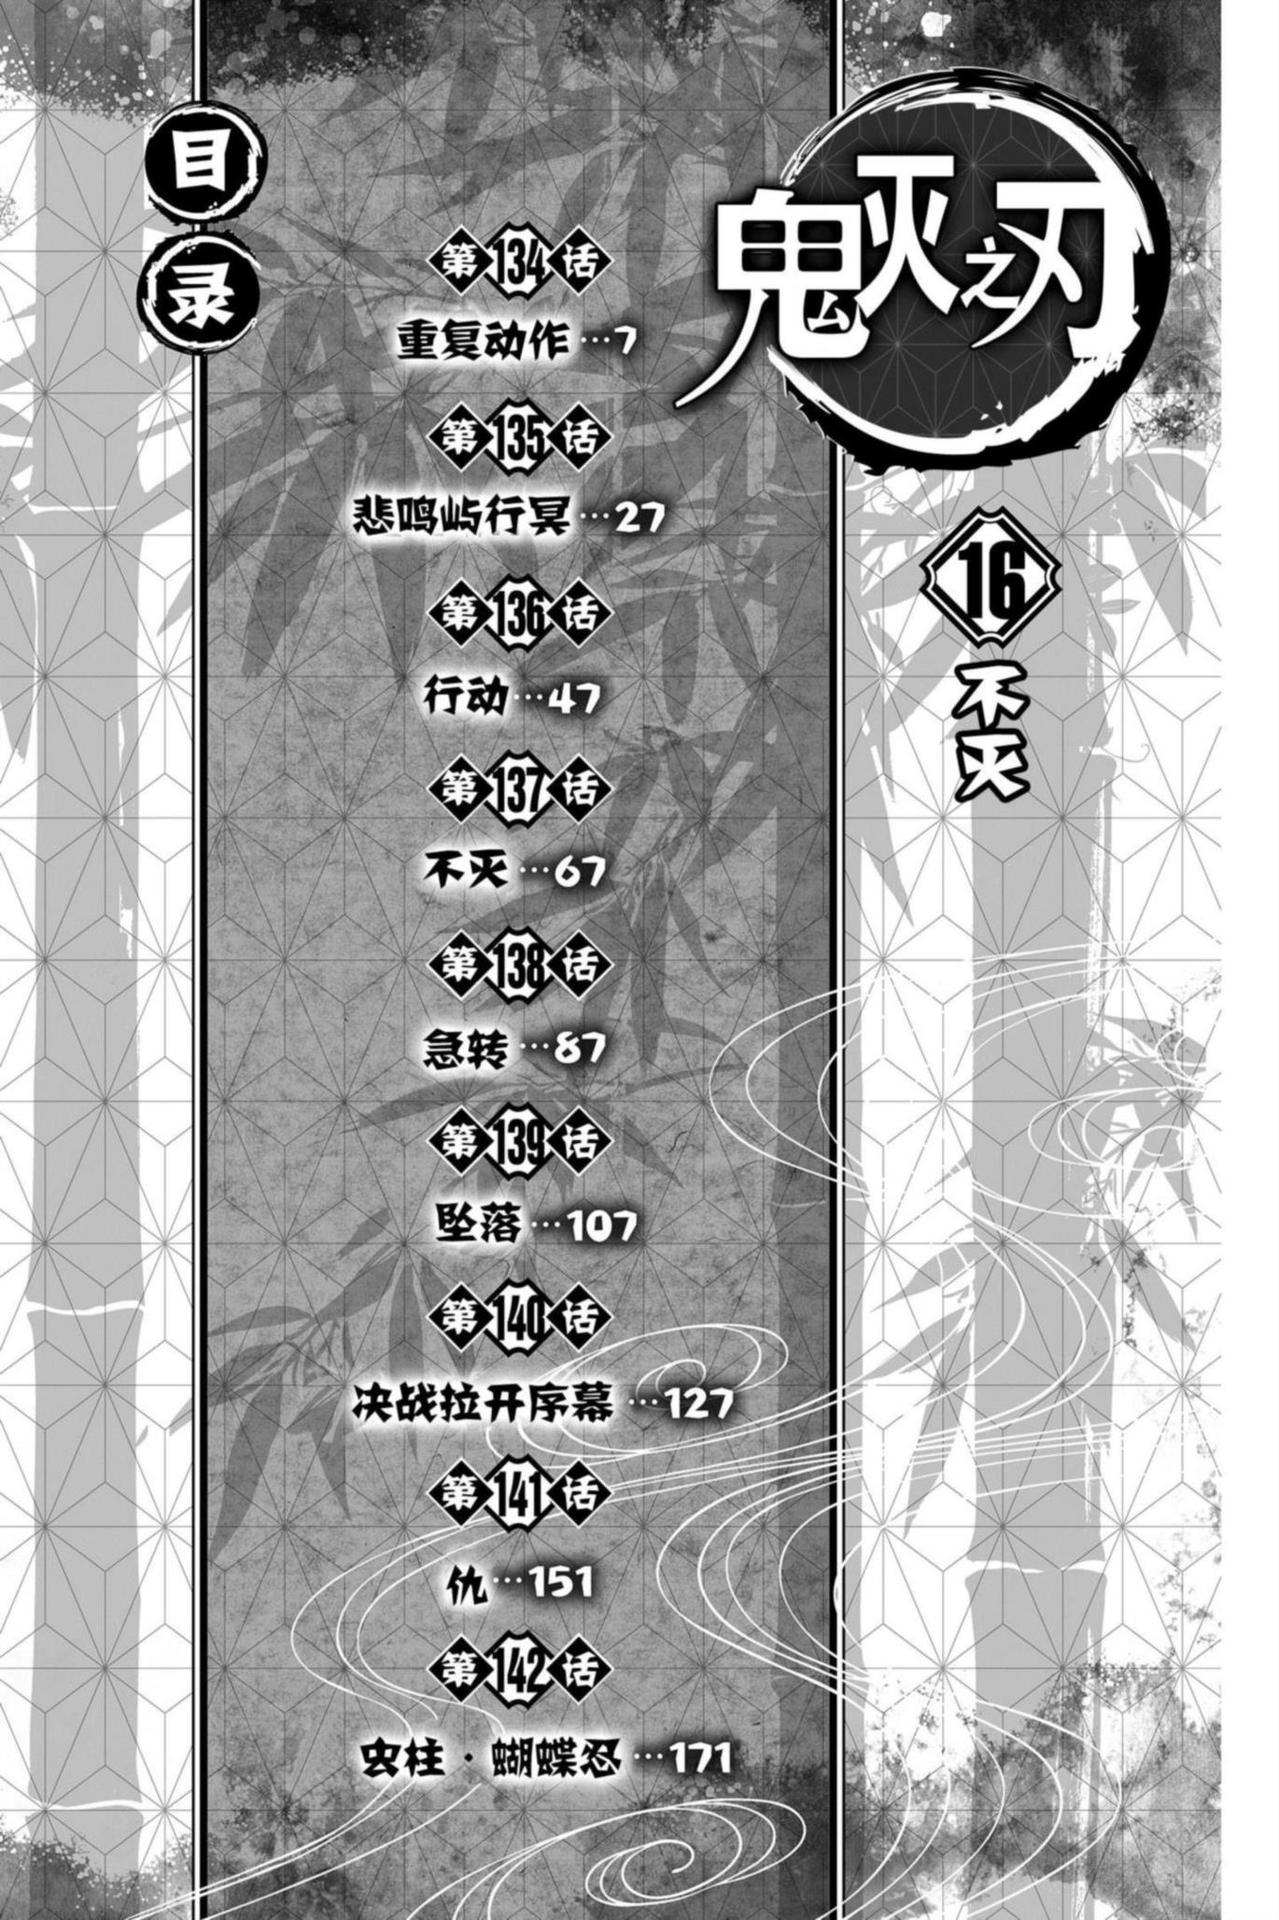 鬼灭之刃
16
不灭
目录
第134话
重复动作…7
第135话
悲鸣屿行冥…27
第136话
行动…47
第137话
不灭…67
第138话
急转…87
第139话
坠落…107
第140话
决战拉开序幕…127
第141话
仇…151
第142话
虫柱·蝴蝶忍…171